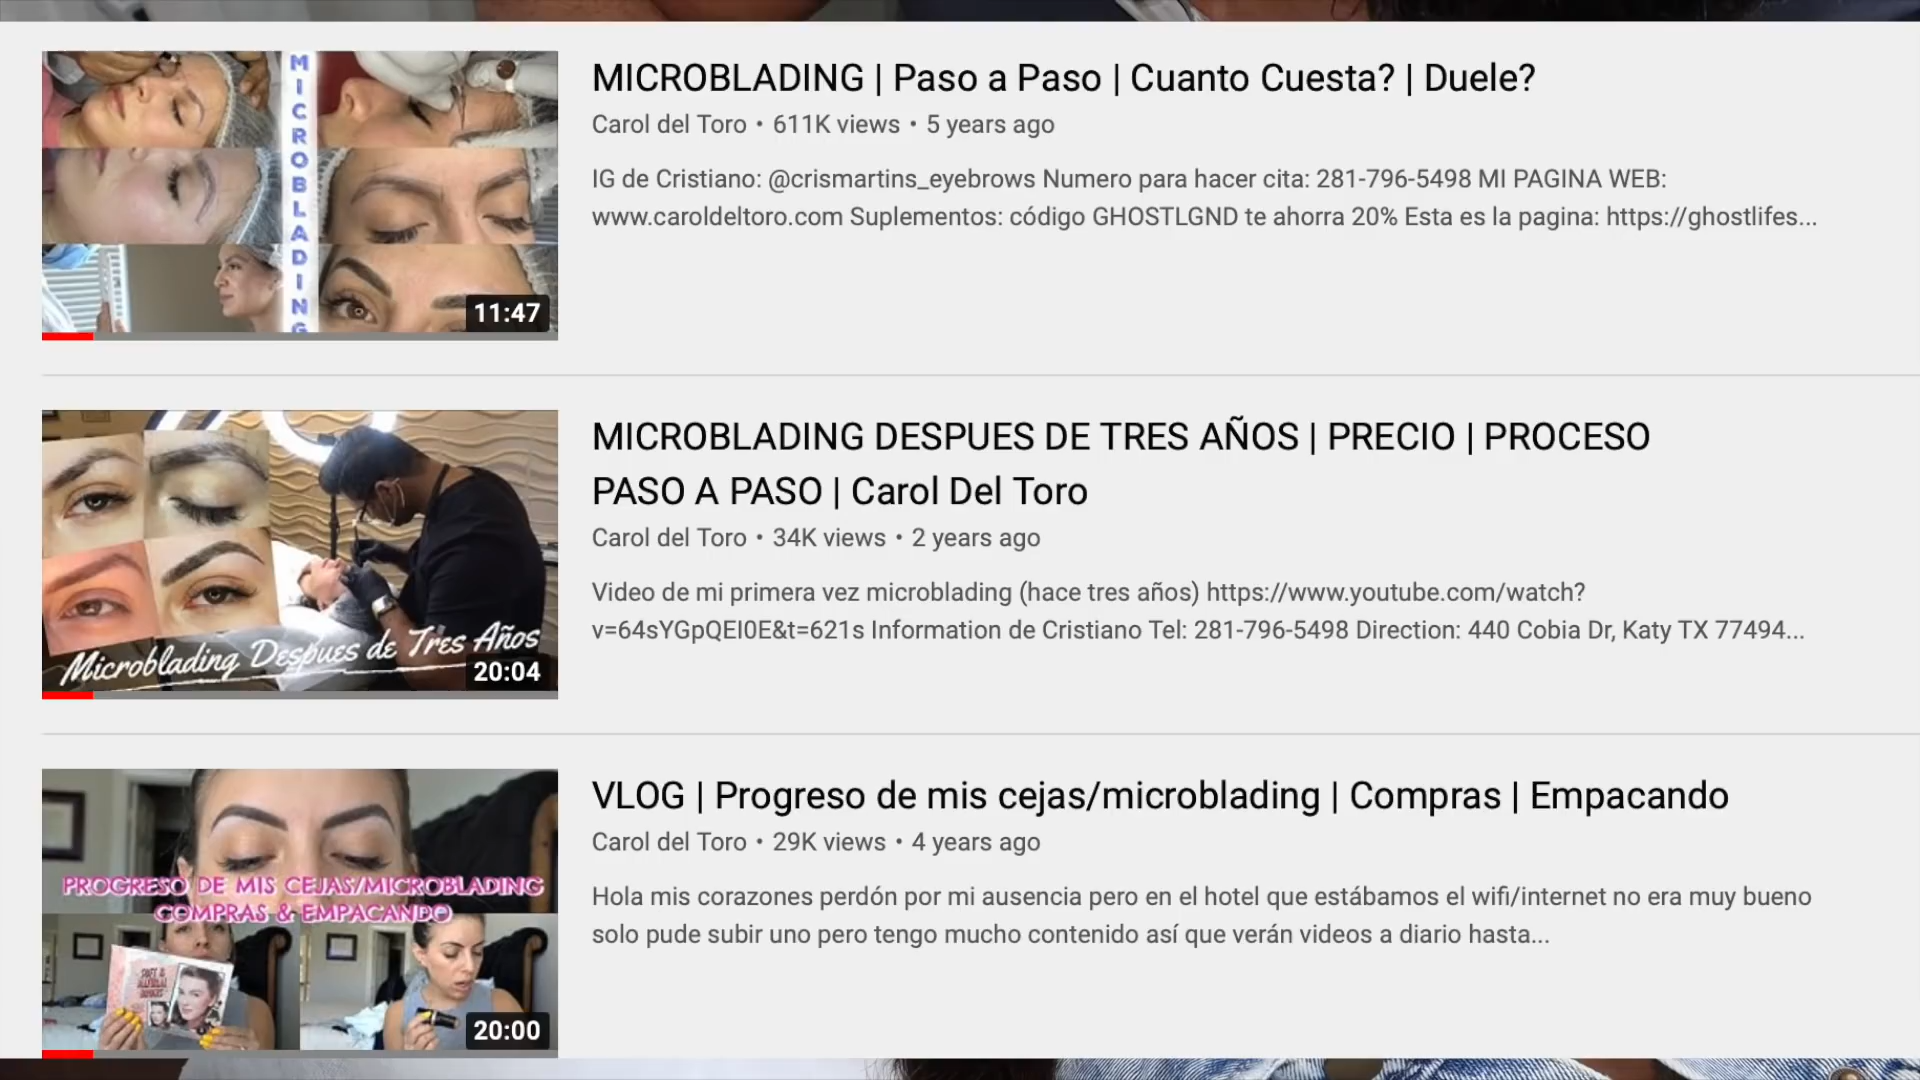 MICROBLADING
11:47
MICROBLADING | Paso a Paso | Cuanto Cuesta? | Duele?
Carol del Toro • 611K views • 5 years ago
IG de Cristiano: @crismartins_eyebrows Numero para hacer cita: 281-796-5498 MI PAGINA WEB:
www.caroldeltoro.com Suplementos: código GHOSTLGND te ahorra 20% Esta es la pagina: https://ghostlifes...
Microblading Despues de Tres Años
20:04
MICROBLADING DESPUES DE TRES AÑOS | PRECIO | PROCESO
PASO A PASO | Carol Del Toro
Carol del Toro • 34K views • 2 years ago
Video de mi primera vez microblading (hace tres años) https://www.youtube.com/watch?
v=64sYGpQEI0E&t=621s Information de Cristiano Tel: 281-796-5498 Direction: 440 Cobia Dr, Katy TX 77494...
PROGRESO DE MIS CEJAS/MICROBLADING
COMPRAS & EMPACANDO
20:00
VLOG | Progreso de mis cejas/microblading | Compras | Empacando
Carol del Toro • 29K views • 4 years ago
Hola mis corazones perdón por mi ausencia pero en el hotel que estábamos el wifi/internet no era muy bueno
solo pude subir uno pero tengo mucho contenido así que verán videos a diario hasta...